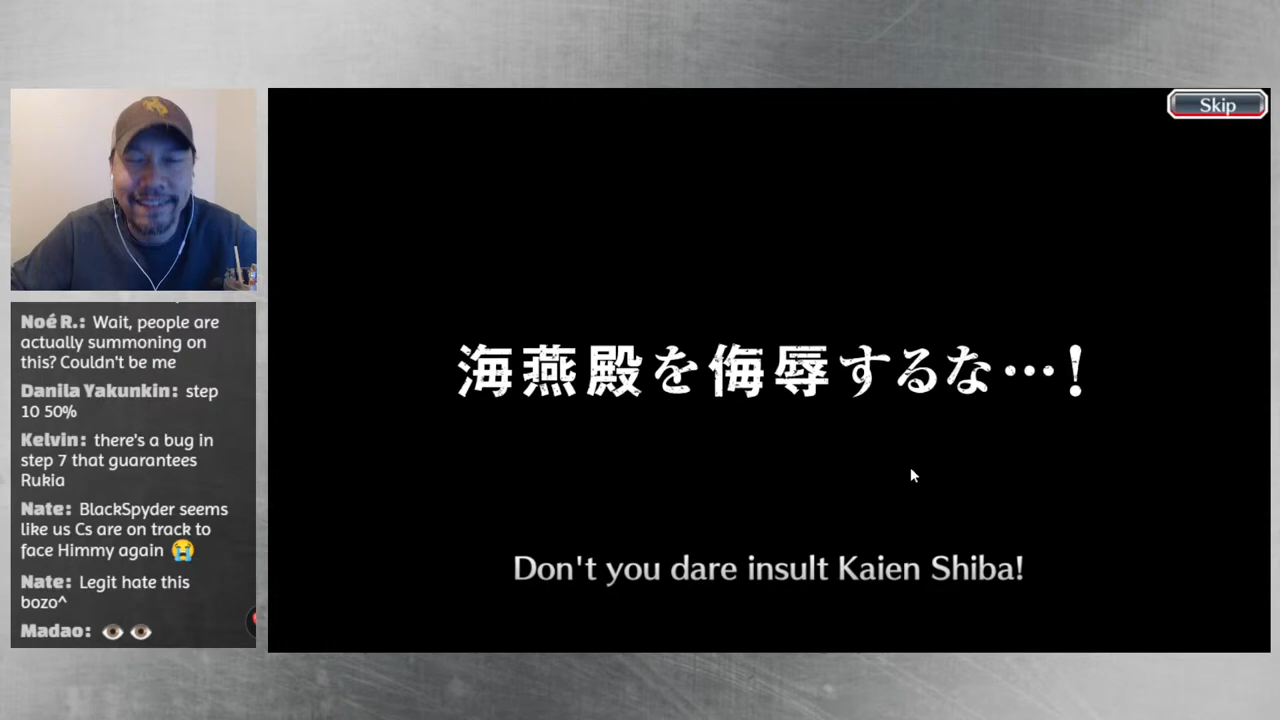 Skip
Noé R.: Wait, people are
actually summoning on
this? Couldn't be me
Danila Yakunkin: step
10 50%
Kelvin: there's a bug in
step 7 that guarantees
Rukia
Nate: BlackSpyder seems
like us Cs are on track to
face Himmy again 😭
Nate: Legit hate this
bozo^
Madao: 👁️ 👁️
海燕殿を侮辱するな…!
Don't you dare insult Kaien Shiba!